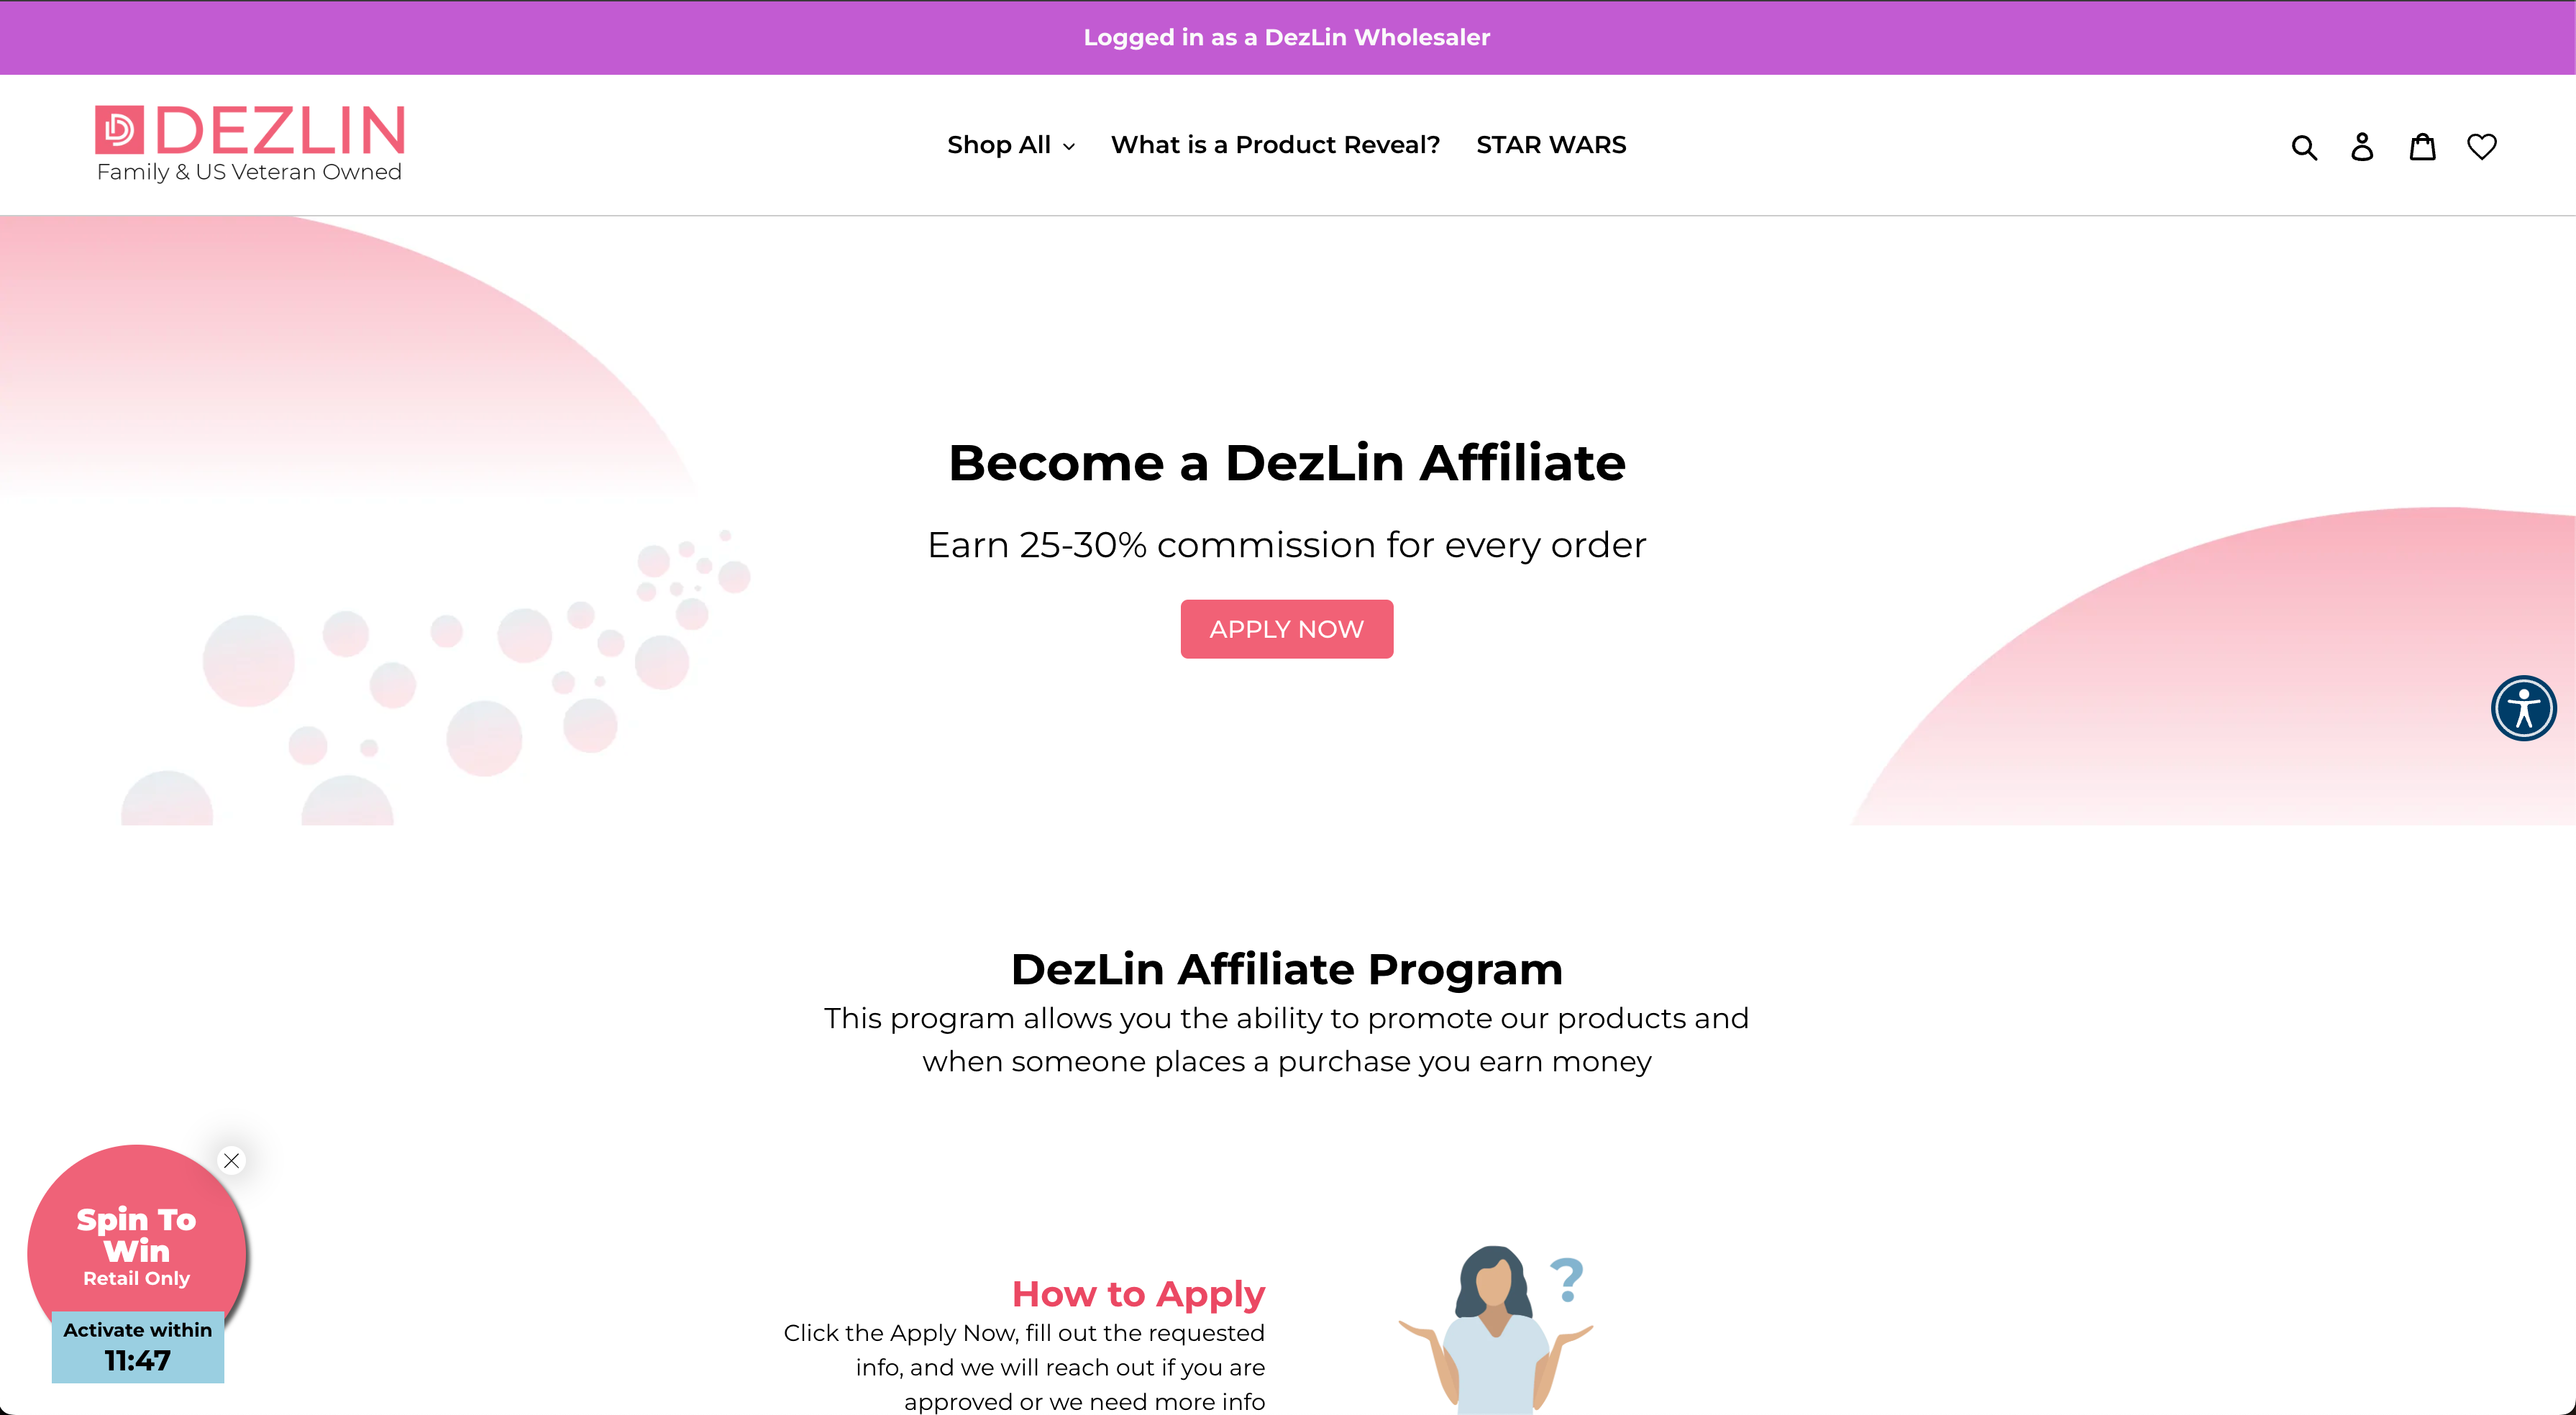 Logged in as a DezLin Wholesaler
DEZLIN
Family & US Veteran Owned
Shop All
What is a Product Reveal?
STAR WARS
Become a DezLin Affiliate
Earn 25-30% commission for every order
APPLY NOW
DezLin Affiliate Program
This program allows you the ability to promote our products and
when someone places a purchase you earn money
Spin To
Win
Retail Only
Activate within
11:47
How to Apply
Click the Apply Now, fill out the requested
info, and we will reach out if you are
approved or we need more info
?